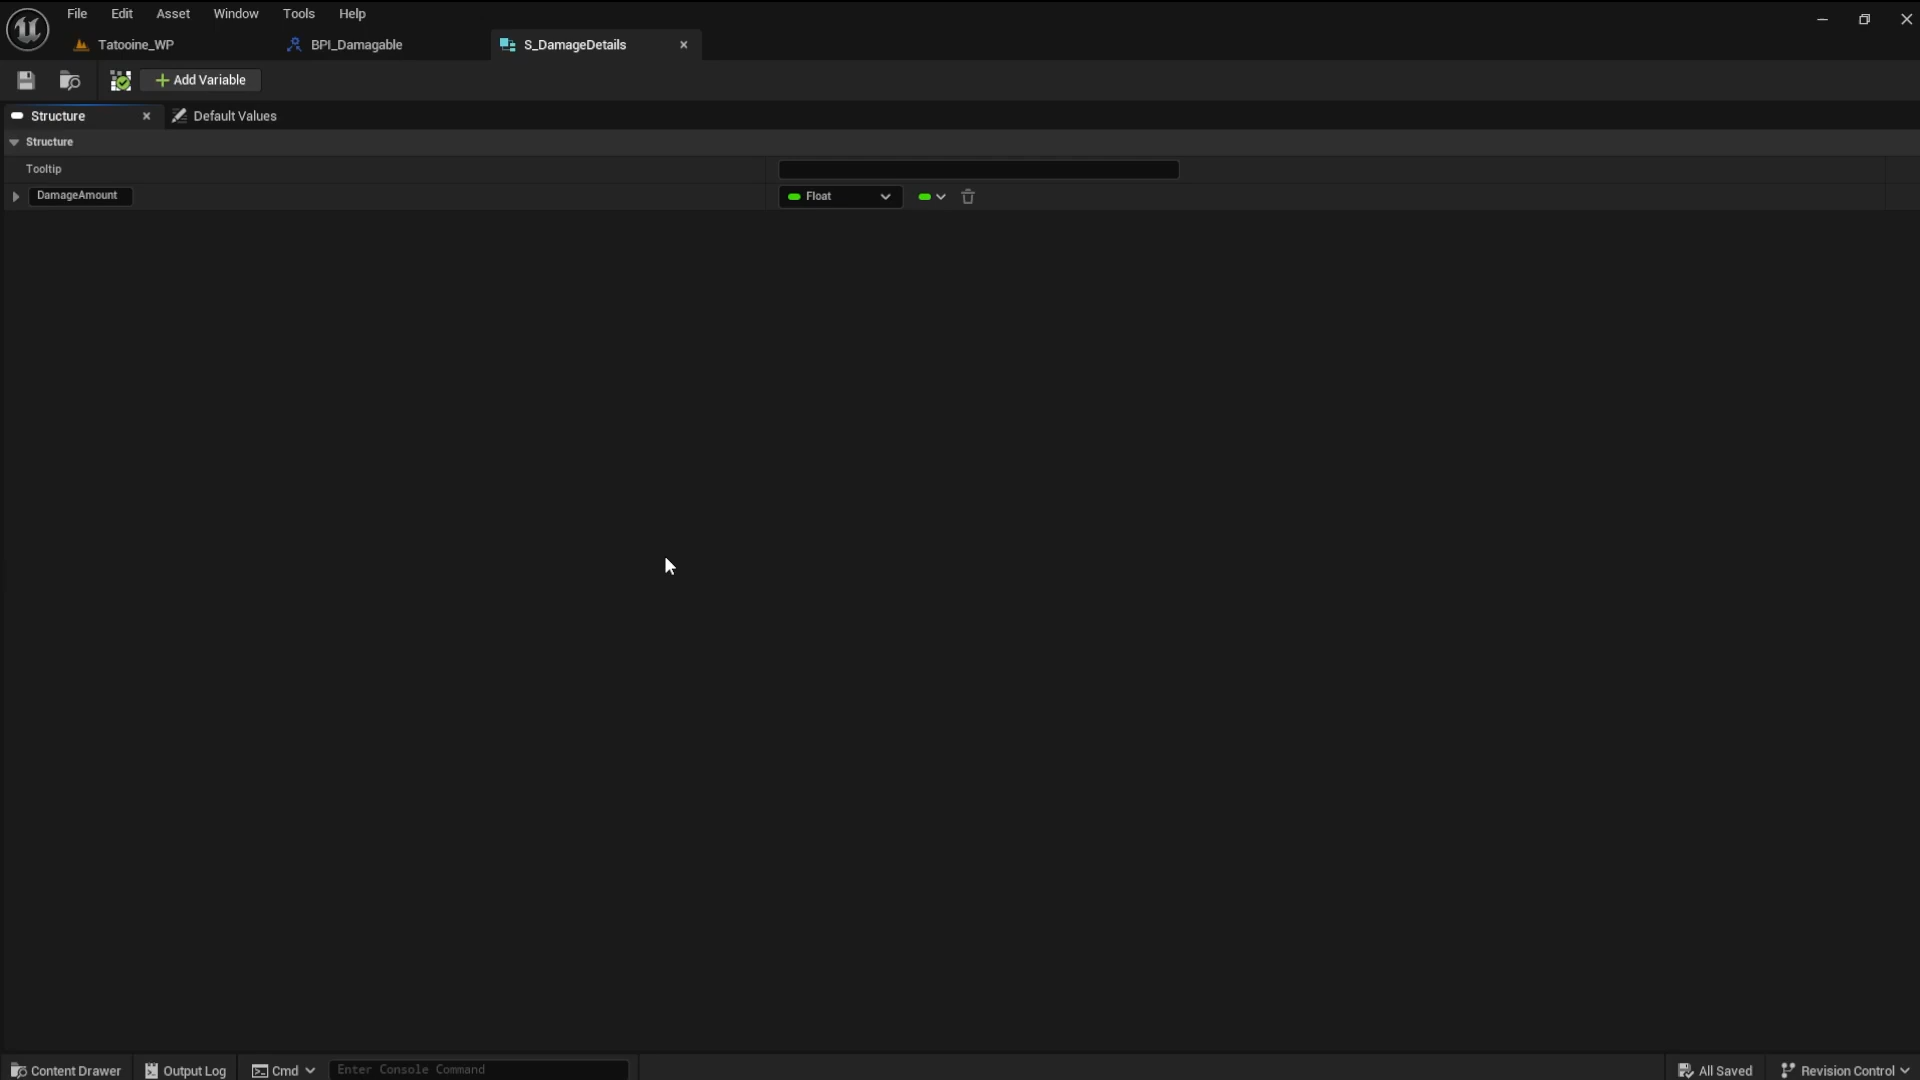 File Edit Asset Window Tools Help
Tatooine_WP BPI_Damagable S_DamageDetails
Add Variable
Structure Default Values
Structure
Tooltip
DamageAmount Float
Content Drawer Output Log Cmd Enter Console Command All Saved Revision Control